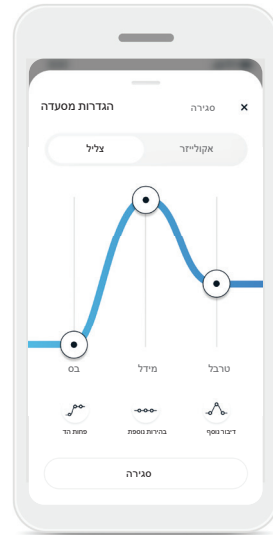 × סגירה הגדרות מסעדה
אקולייזר צליל
טרבל מידל בס
דיבור נוסף בהירות נוספת פחות הד
סגירה